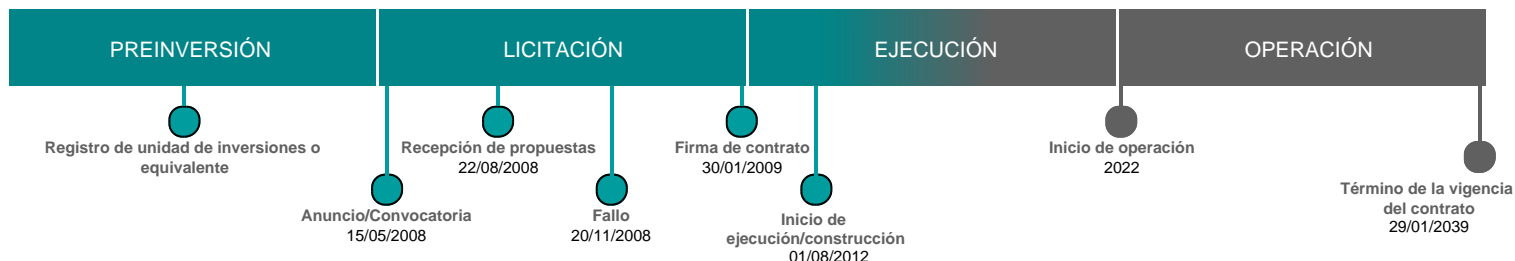 PREINVERSIÓN
LICITACIÓN
EJECUCIÓN
OPERACIÓN
Registro de unidad de inversiones o
equivalente
Recepción de propuestas
22/08/2008
Firma de contrato
30/01/2009
Inicio de operación
2022
Anuncio/Convocatoria
15/05/2008
Fallo
20/11/2008
Inicio de
ejecución/construcción
01/08/2012
Término de la vigencia
del contrato
29/01/2039